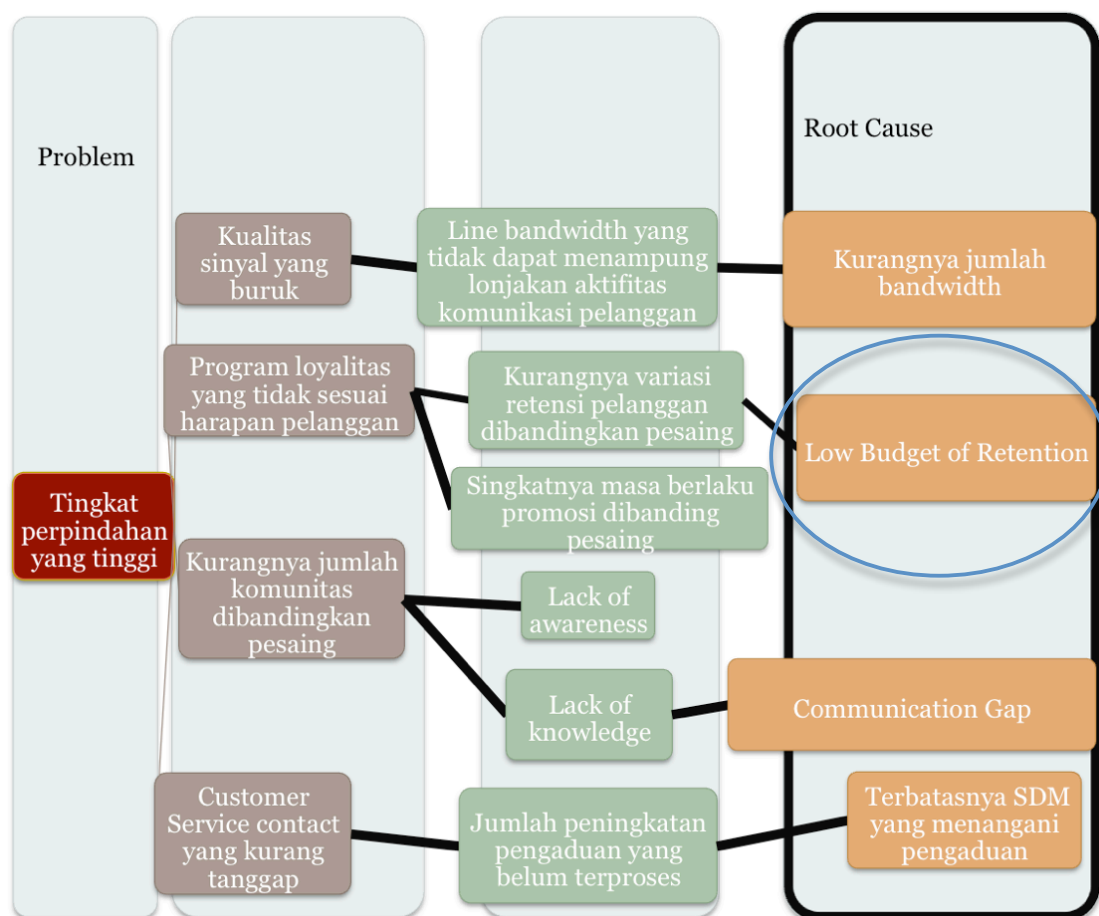 Problem
Root Cause
Kualitas
sinyal yang
buruk
Line bandwidth yang
tidak dapat menampung
lonjakan aktifitas
komunikasi pelanggan
Kurangnya jumlah
bandwidth
Program loyalitas
yang tidak sesuai
harapan pelanggan
Kurangnya variasi
retensi pelanggan
dibandingkan pesaing
Low Budget of Retention
Singkatnya masa berlaku
promosi dibanding
pesaing
Tingkat
perpindahan
yang tinggi
Kurangnya jumlah
komunitas
dibandingkan
pesaing
Lack of
awareness
Lack of
knowledge
Communication Gap
Customer
Service contact
yang kurang
tanggap
Jumlah peningkatan
pengaduan yang
belum terproses
Terbatasnya SDM
yang menangani
pengaduan